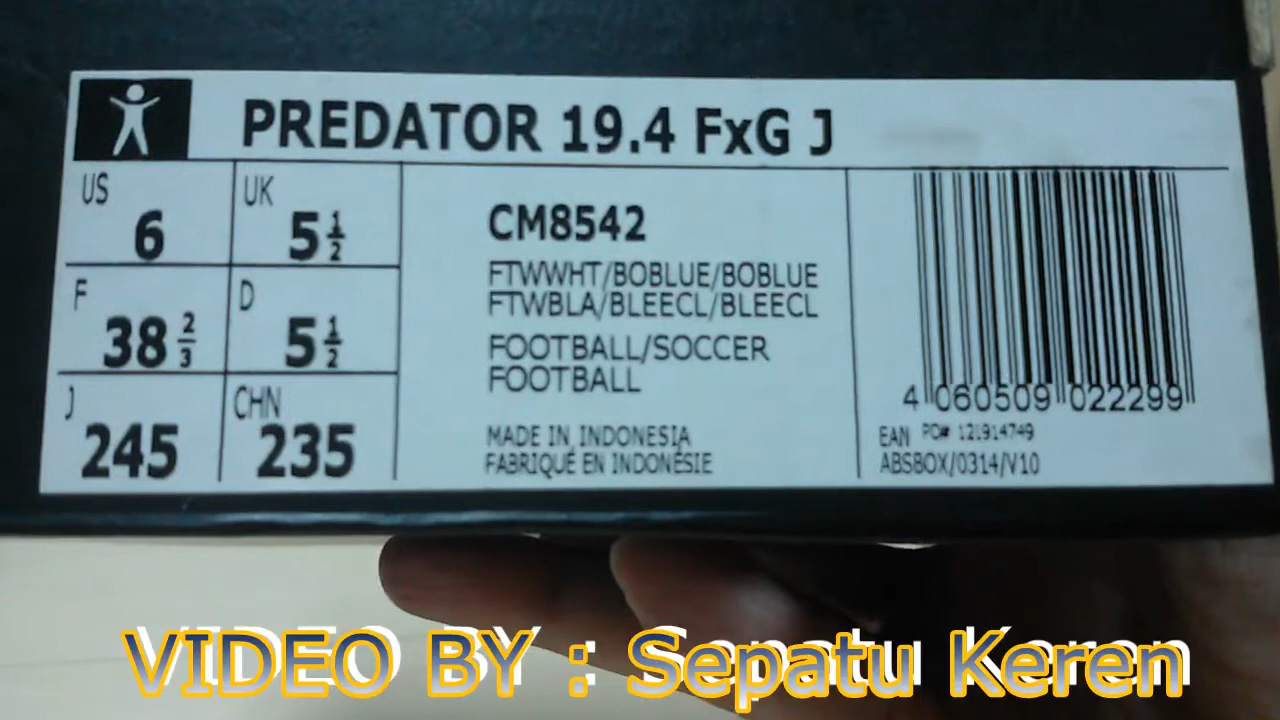 PREDATOR 19.4 FxG J
US
6
UK
5 1/2
F
38 2/3
D
5 1/2
J
245
CHN
235
CM8542
FTWWHT/BOBLUE/BOBLUE
FTWBLA/BLEECL/BLEECL
FOOTBALL/SOCCER
FOOTBALL
MADE IN INDONESIA
FABRIQUÉ EN INDONÉSIE
4 060509 022299
EAN PO# 121914749
ABSBOX/0314/V10
VIDEO BY : Sepatu Keren